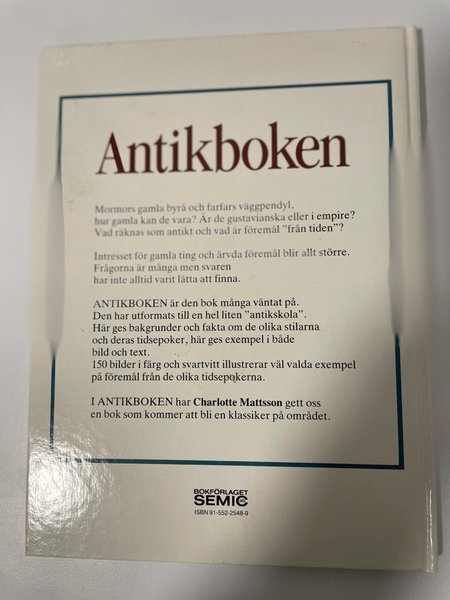 Antikboken
Mormors gamla byrå och farfars väggpendyl,
hur gamla kan de vara? Är de gustavianska eller i empire?
Vad räknas som antikt och vad är föremål "från tiden"?
Intresset för gamla ting och ärvda föremål blir allt större.
Frågorna är många men svaren
har inte alltid varit lätta att finna.
ANTIKBOKEN är den bok många väntat på.
Den har utformats till en hel liten "antikskola".
Här ges bakgrunder och fakta om de olika stilarna
och deras tidsepoker, här ges exempel i både
bild och text.
150 bilder i färg och svartvitt illustrerar väl valda exempel
på föremål från de olika tidsepokerna.
I ANTIKBOKEN har Charlotte Mattsson gett oss
en bok som kommer att bli en klassiker på området.
BOKFÖRLAGET
SEMIC
ISBN 91-552-2548-9